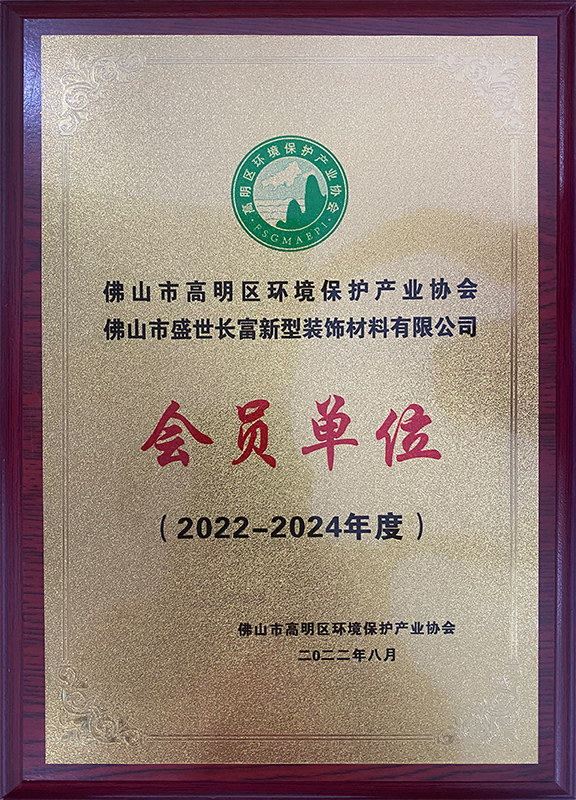 高明区环境保护产业协会
·FSGMAEPI·
佛山市高明区环境保护产业协会
佛山市盛世长富新型装饰材料有限公司
会员单位
（2022-2024年度）
佛山市高明区环境保护产业协会
二0二二年八月